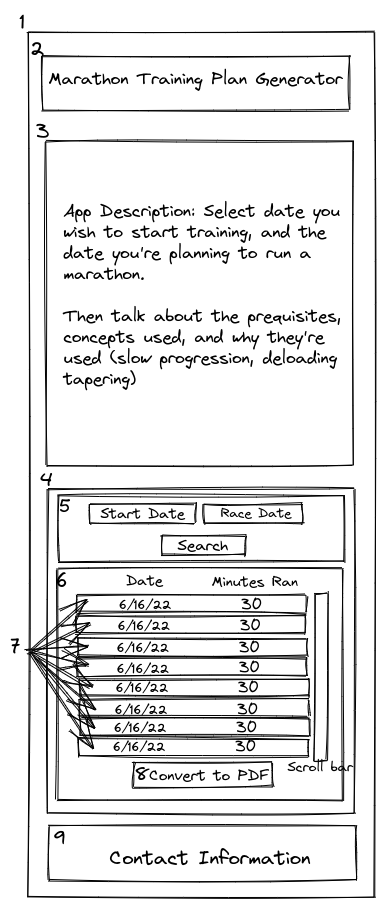 1
2
Marathon Training Plan Generator
3
App Description: Select date you
wish to start training, and the
date you're planning to run a
marathon.
Then talk about the prequisites,
concepts used, and why they're
used (slow progression, deloading
tapering)
4
5
Start Date Race Date
Search
6
Date Minutes Ran
6/16/22 30
6/16/22 30
6/16/22 30
7
6/16/22 30
6/16/22 30
6/16/22 30
6/16/22 30
6/16/22 30
Scroll bar
8 Convert to PDF
9
Contact Information